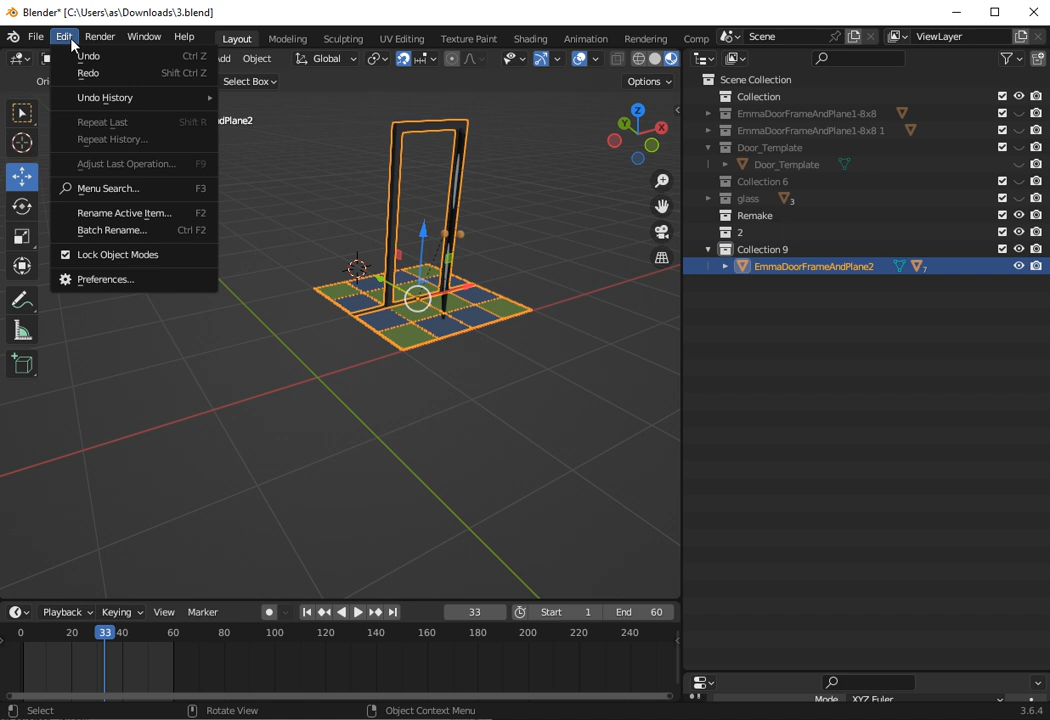 Blender* [C:\Users\as\Downloads\3.blend]
File Edit Render Window Help Layout Modeling Sculpting UV Editing Texture Paint Shading Animation Rendering Comp Scene ViewLayer
dd Object Global
Select Box Options
Undo Ctrl Z
Redo Shift Ctrl Z
Undo History
Repeat Last Shift R
Repeat History...
Adjust Last Operation... F9
Menu Search... F3
Rename Active Item... F2
Batch Rename... Ctrl F2
Lock Object Modes
Preferences...
dPlane2
Z
Y
X
Scene Collection
Collection
EmmaDoorFrameAndPlane1-8x8
EmmaDoorFrameAndPlane1-8x8 1
Door_Template
Door_Template
Collection 6
glass 3
Remake
2
Collection 9
EmmaDoorFrameAndPlane2 7
Playback Keying View Marker 33 Start 1 End 60
0 20 33 40 60 80 100 120 140 160 180 200 220 240
Mode XYZ Euler
Select Rotate View Object Context Menu 3.6.4